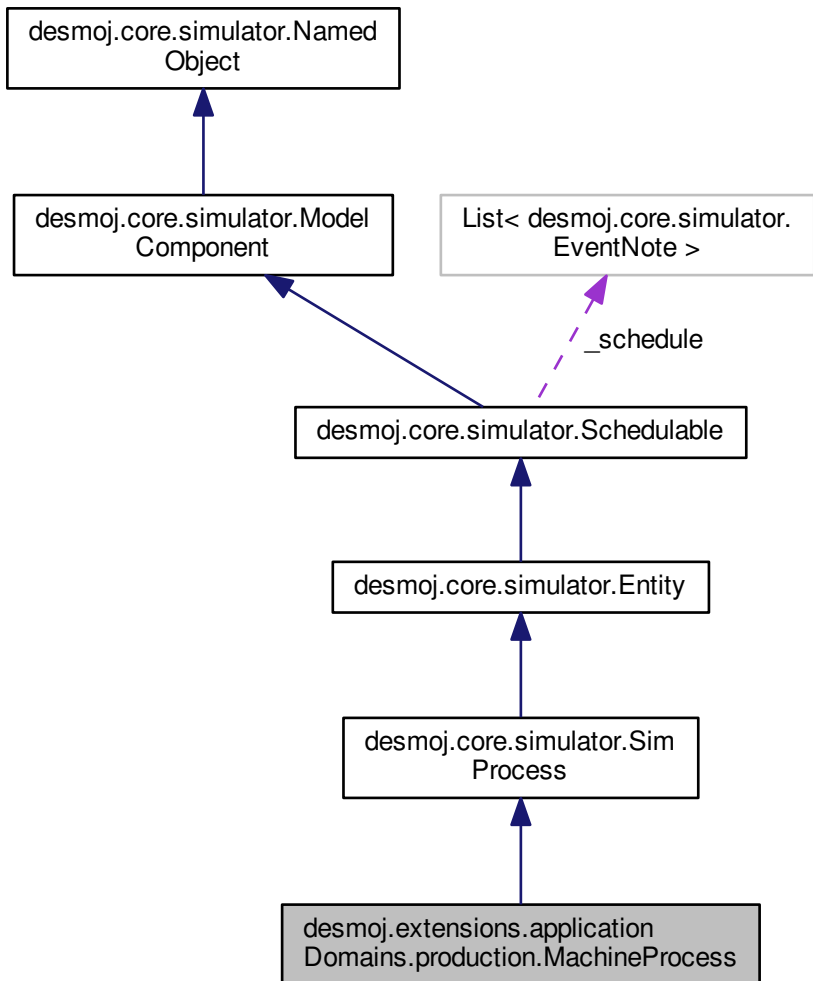 desmoj.core.simulator.Named
Object
desmoj.core.simulator.Model
Component
List< desmoj.core.simulator.
EventNote >
_schedule
desmoj.core.simulator.Schedulable
desmoj.core.simulator.Entity
desmoj.core.simulator.Sim
Process
desmoj.extensions.application
Domains.production.MachineProcess